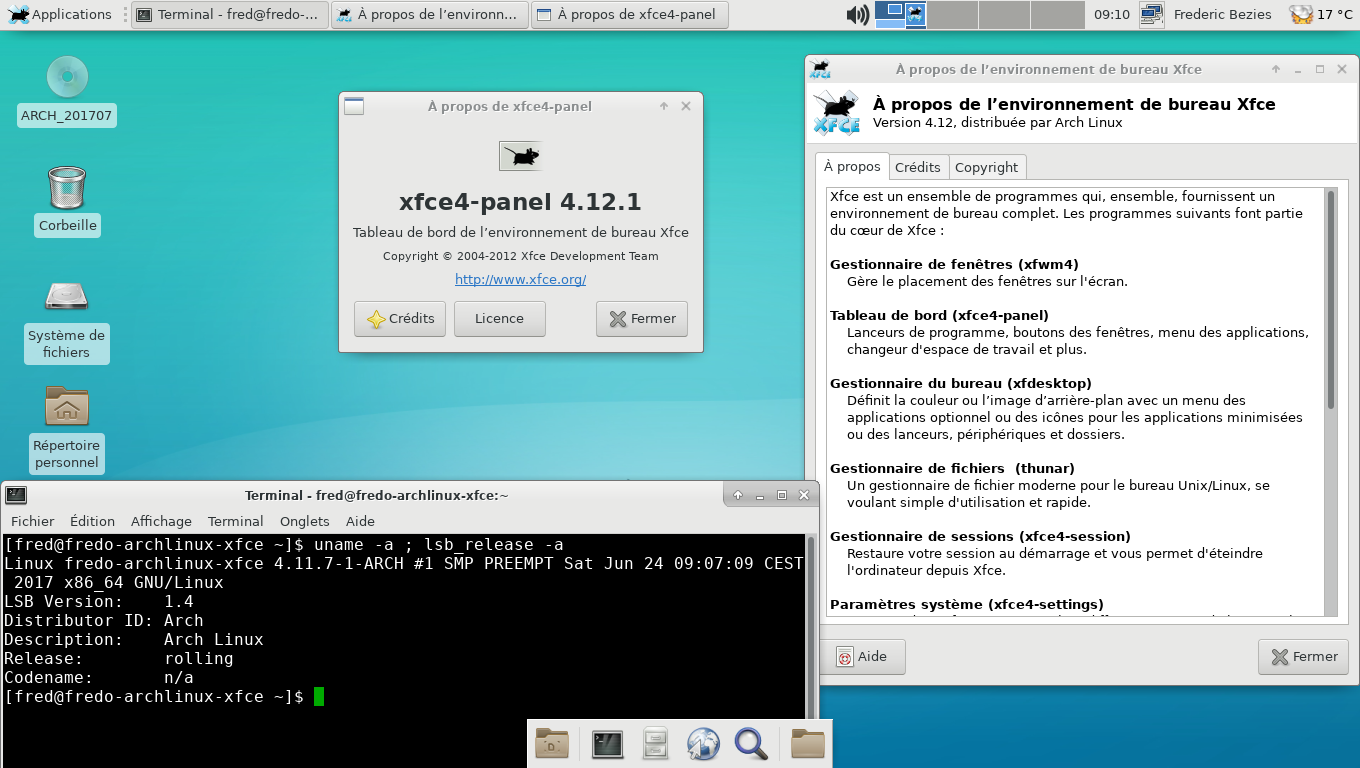 Applications
Terminal - fred@fredo-...
À propos de l’environn...
À propos de xfce4-panel
09:10
Frederic Bezies
17 °C
ARCH_201707
Corbeille
Système de
fichiers
Répertoire
personnel
À propos de xfce4-panel
xfce4-panel 4.12.1
Tableau de bord de l’environnement de bureau Xfce
Copyright © 2004-2012 Xfce Development Team
http://www.xfce.org/
Crédits
Licence
Fermer
À propos de l’environnement de bureau Xfce
XFCE
À propos de l’environnement de bureau Xfce
Version 4.12, distribuée par Arch Linux
À propos
Crédits
Copyright
Xfce est un ensemble de programmes qui, ensemble, fournissent un
environnement de bureau complet. Les programmes suivants font partie
du cœur de Xfce :
Gestionnaire de fenêtres (xfwm4)
Gère le placement des fenêtres sur l'écran.
Tableau de bord (xfce4-panel)
Lanceurs de programme, boutons des fenêtres, menu des applications,
changeur d'espace de travail et plus.
Gestionnaire du bureau (xfdesktop)
Définit la couleur ou l’image d’arrière-plan avec un menu des
applications optionnel ou des icônes pour les applications minimisées
ou des lanceurs, périphériques et dossiers.
Gestionnaire de fichiers  (thunar)
Un gestionnaire de fichier moderne pour le bureau Unix/Linux, se
voulant simple d'utilisation et rapide.
Gestionnaire de sessions (xfce4-session)
Restaure votre session au démarrage et vous permet d'éteindre
l'ordinateur depuis Xfce.
Paramètres système (xfce4-settings)
Aide
Fermer
Terminal - fred@fredo-archlinux-xfce:~
Fichier
Édition
Affichage
Terminal
Onglets
Aide
[fred@fredo-archlinux-xfce ~]$ uname -a ; lsb_release -a
Linux fredo-archlinux-xfce 4.11.7-1-ARCH #1 SMP PREEMPT Sat Jun 24 09:07:09 CEST
 2017 x86_64 GNU/Linux
LSB Version:    1.4
Distributor ID: Arch
Description:    Arch Linux
Release:        rolling
Codename:       n/a
[fred@fredo-archlinux-xfce ~]$